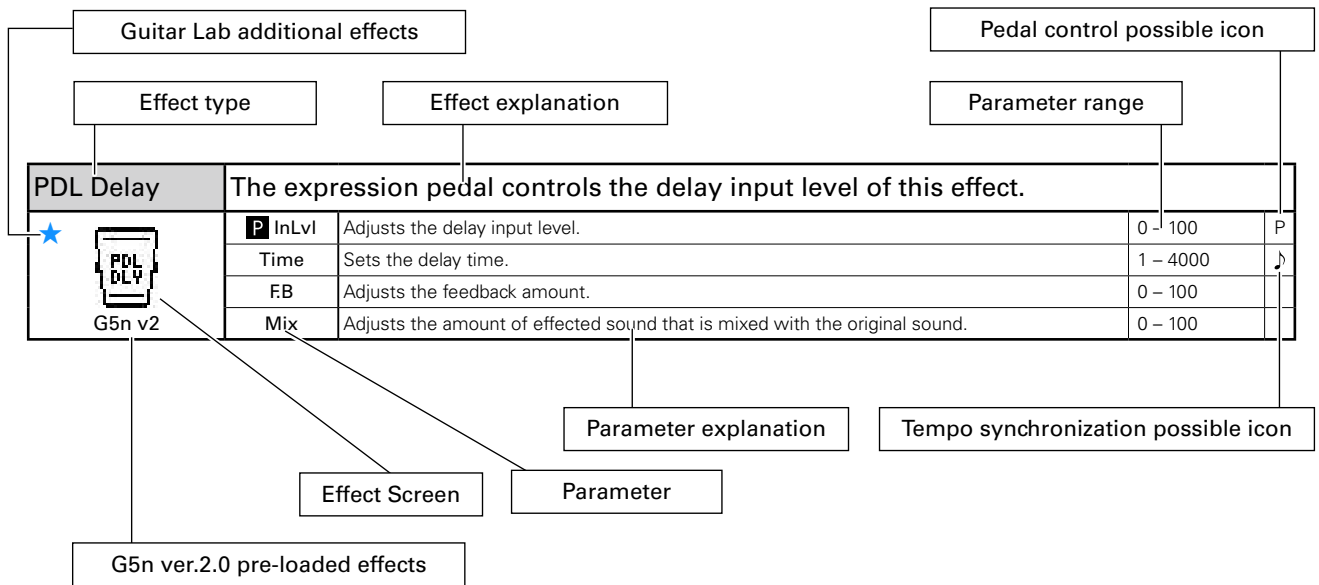 Guitar Lab additional effects
Pedal control possible icon
Effect type
Effect explanation
Parameter range
PDL Delay
The expression pedal controls the delay input level of this effect.
PDL
DLY
G5n v2
P InLvl Adjusts the delay input level. 0 – 100 P
Time Sets the delay time. 1 – 4000 ♪
F.B Adjusts the feedback amount. 0 – 100
Mix Adjusts the amount of effected sound that is mixed with the original sound. 0 – 100
Parameter explanation
Tempo synchronization possible icon
Effect Screen
Parameter
G5n ver.2.0 pre-loaded effects